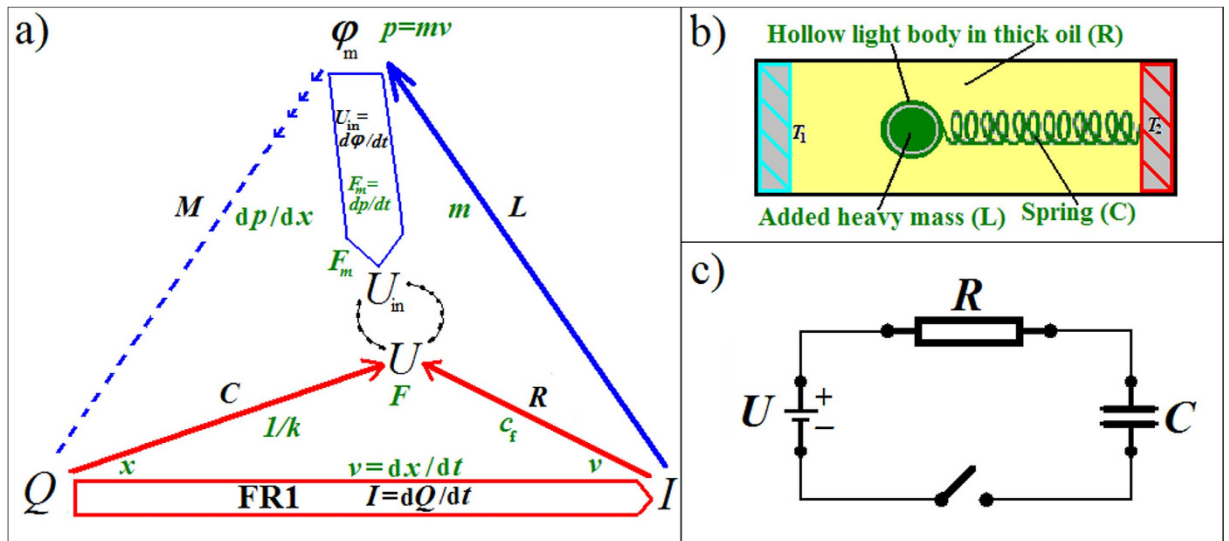 a)
φm p=mv
Uin=
dφ/dt
Fm=
dp/dt
M
dp/dx
m L
Fm
Uin
U
F
C
1/k
R
cf
x
v=dx/dt
v
Q
FR1 I=dQ/dt
I
b)
Hollow light body in thick oil (R)
T1
T2
Added heavy mass (L)
Spring (C)
c)
R
U
+
−
C